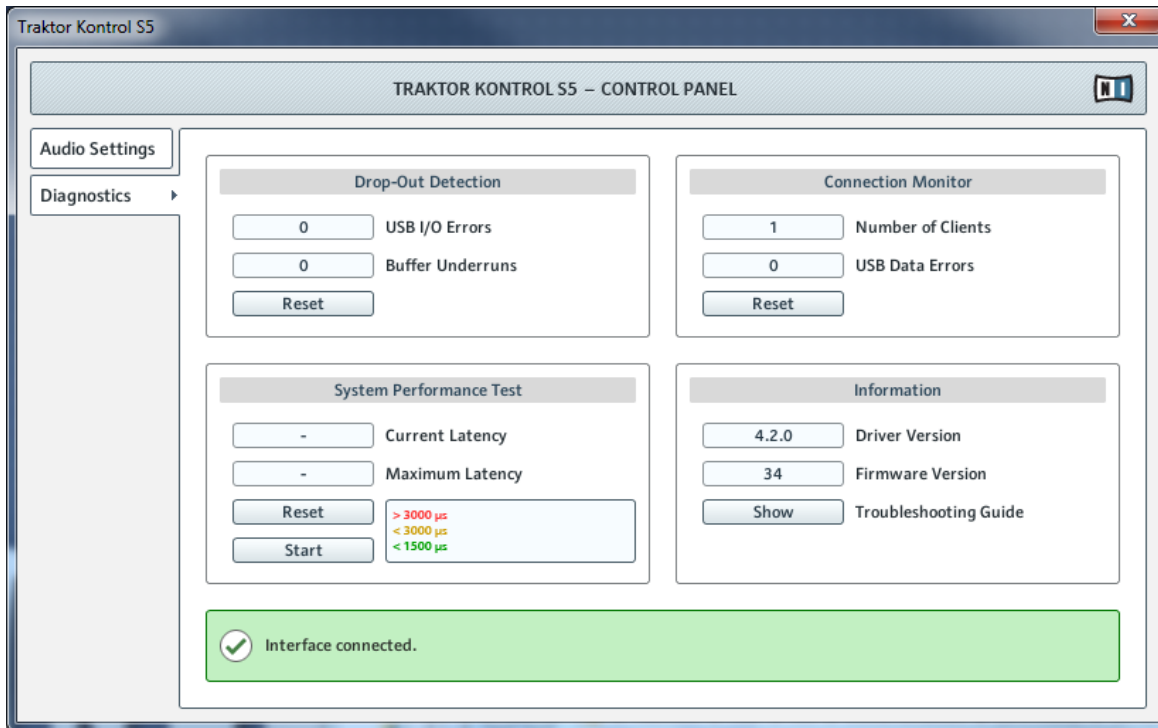 Traktor Kontrol S5
TRAKTOR KONTROL S5 – CONTROL PANEL
NI
Audio Settings
Diagnostics
Drop-Out Detection
0 USB I/O Errors
0 Buffer Underruns
Reset
Connection Monitor
1 Number of Clients
0 USB Data Errors
Reset
System Performance Test
- Current Latency
- Maximum Latency
Reset
Start
> 3000 µs
< 3000 µs
< 1500 µs
Information
4.2.0 Driver Version
34 Firmware Version
Show Troubleshooting Guide
Interface connected.